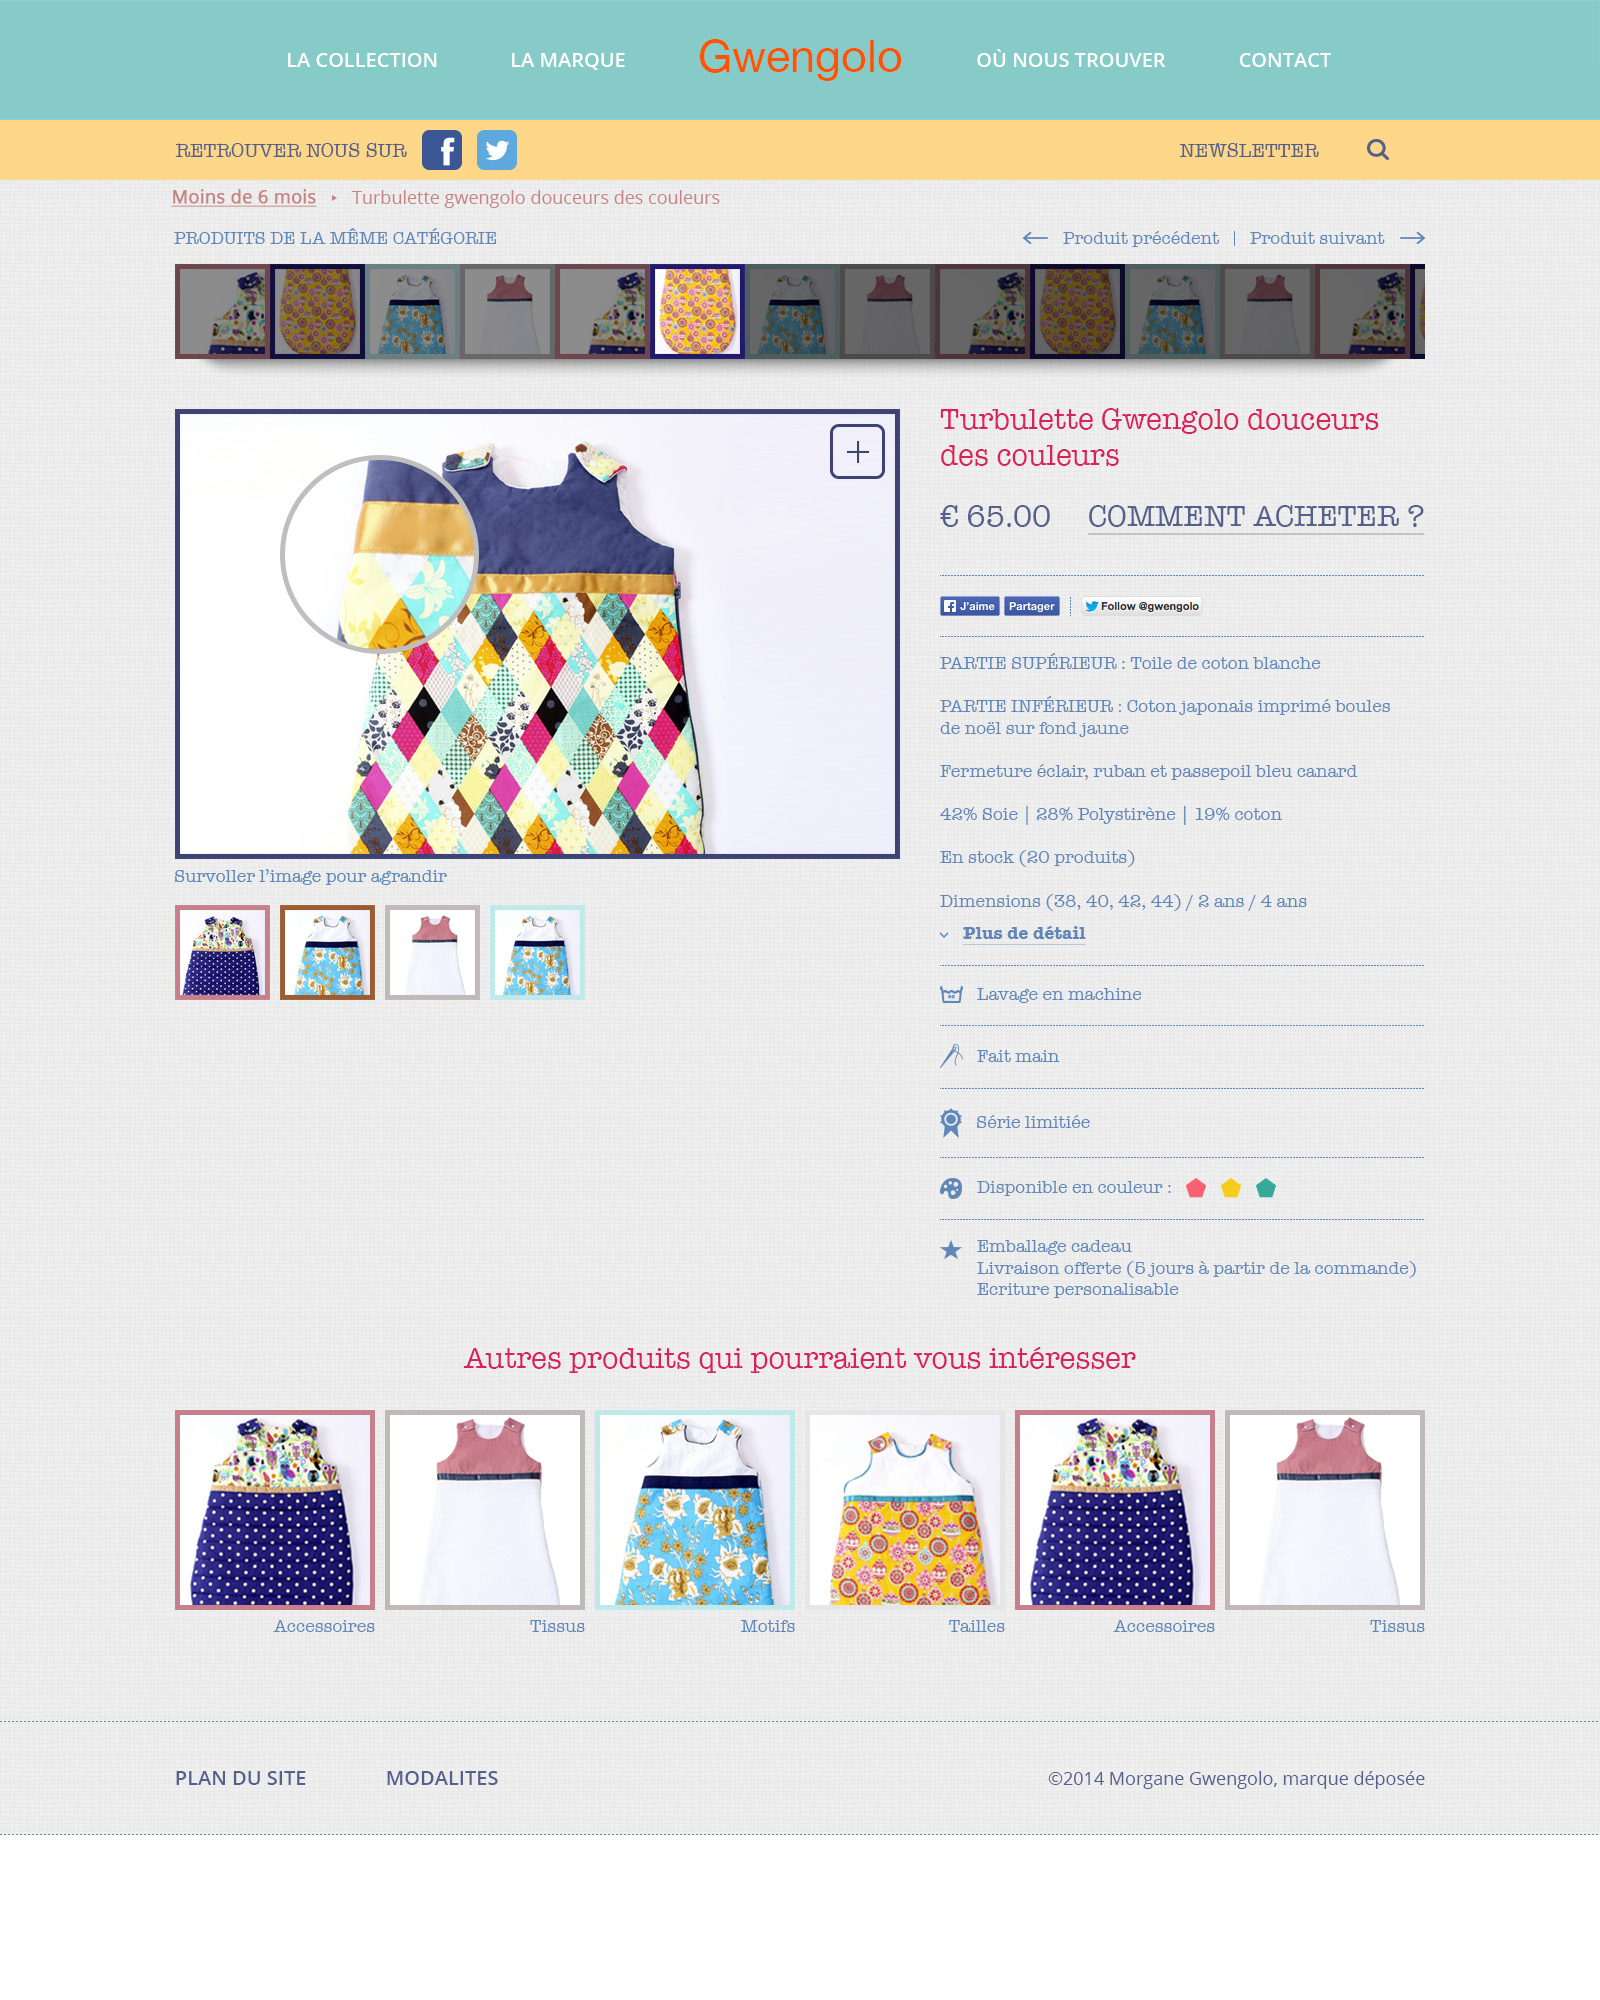 LA COLLECTION
LA MARQUE
Gwengolo
OÙ NOUS TROUVER
CONTACT
RETROUVER NOUS SUR
NEWSLETTER
Moins de 6 mois
Turbulette gwengolo douceurs des couleurs
PRODUITS DE LA MÊME CATÉGORIE
Produit précédent | Produit suivant
Turbulette Gwengolo douceurs
des couleurs
€ 65.00
COMMENT ACHETER ?
J'aime
Partager
Follow @gwengolo
PARTIE SUPÉRIEUR : Toile de coton blanche
PARTIE INFÉRIEUR : Coton japonais imprimé boules
de noël sur fond jaune
Fermeture éclair, ruban et passepoil bleu canard
42% Soie | 28% Polystirène | 19% coton
En stock (20 produits)
Dimensions (38, 40, 42, 44) / 2 ans / 4 ans
Plus de détail
Survoller l'image pour agrandir
Lavage en machine
Fait main
Série limitiée
Disponible en couleur :
Emballage cadeau
Livraison offerte (5 jours à partir de la commande)
Ecriture personalisable
Autres produits qui pourraient vous intéresser
Accessoires
Tissus
Motifs
Tailles
Accessoires
Tissus
PLAN DU SITE
MODALITES
©2014 Morgane Gwengolo, marque déposée